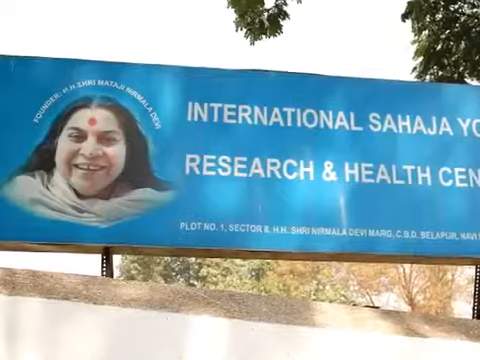 FOUNDER: H.H.SHRI MATAJI NIRMALA DEVI
INTERNATIONAL SAHAJA YO
RESEARCH & HEALTH CEN
PLOT NO. 1, SECTOR 8, H.H. SHRI NIRMALA DEVI MARG, C.B.D. BELAPUR, NAVI